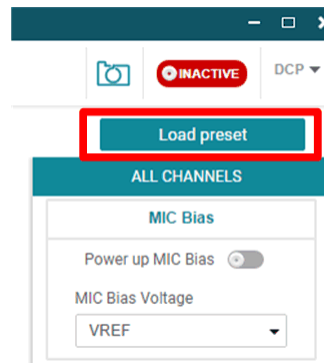 INACTIVE
DCP
Load preset
ALL CHANNELS
MIC Bias
Power up MIC Bias
MIC Bias Voltage
VREF